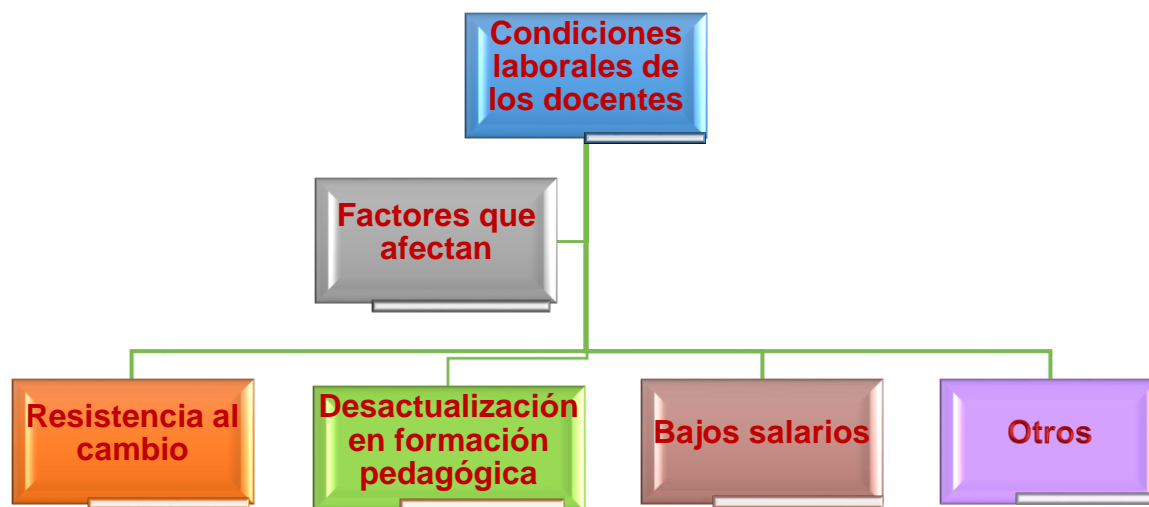 Condiciones
laborales de
los docentes
Factores que
afectan
Resistencia al
cambio
Desactualización
en formación
pedagógica
Bajos salarios
Otros